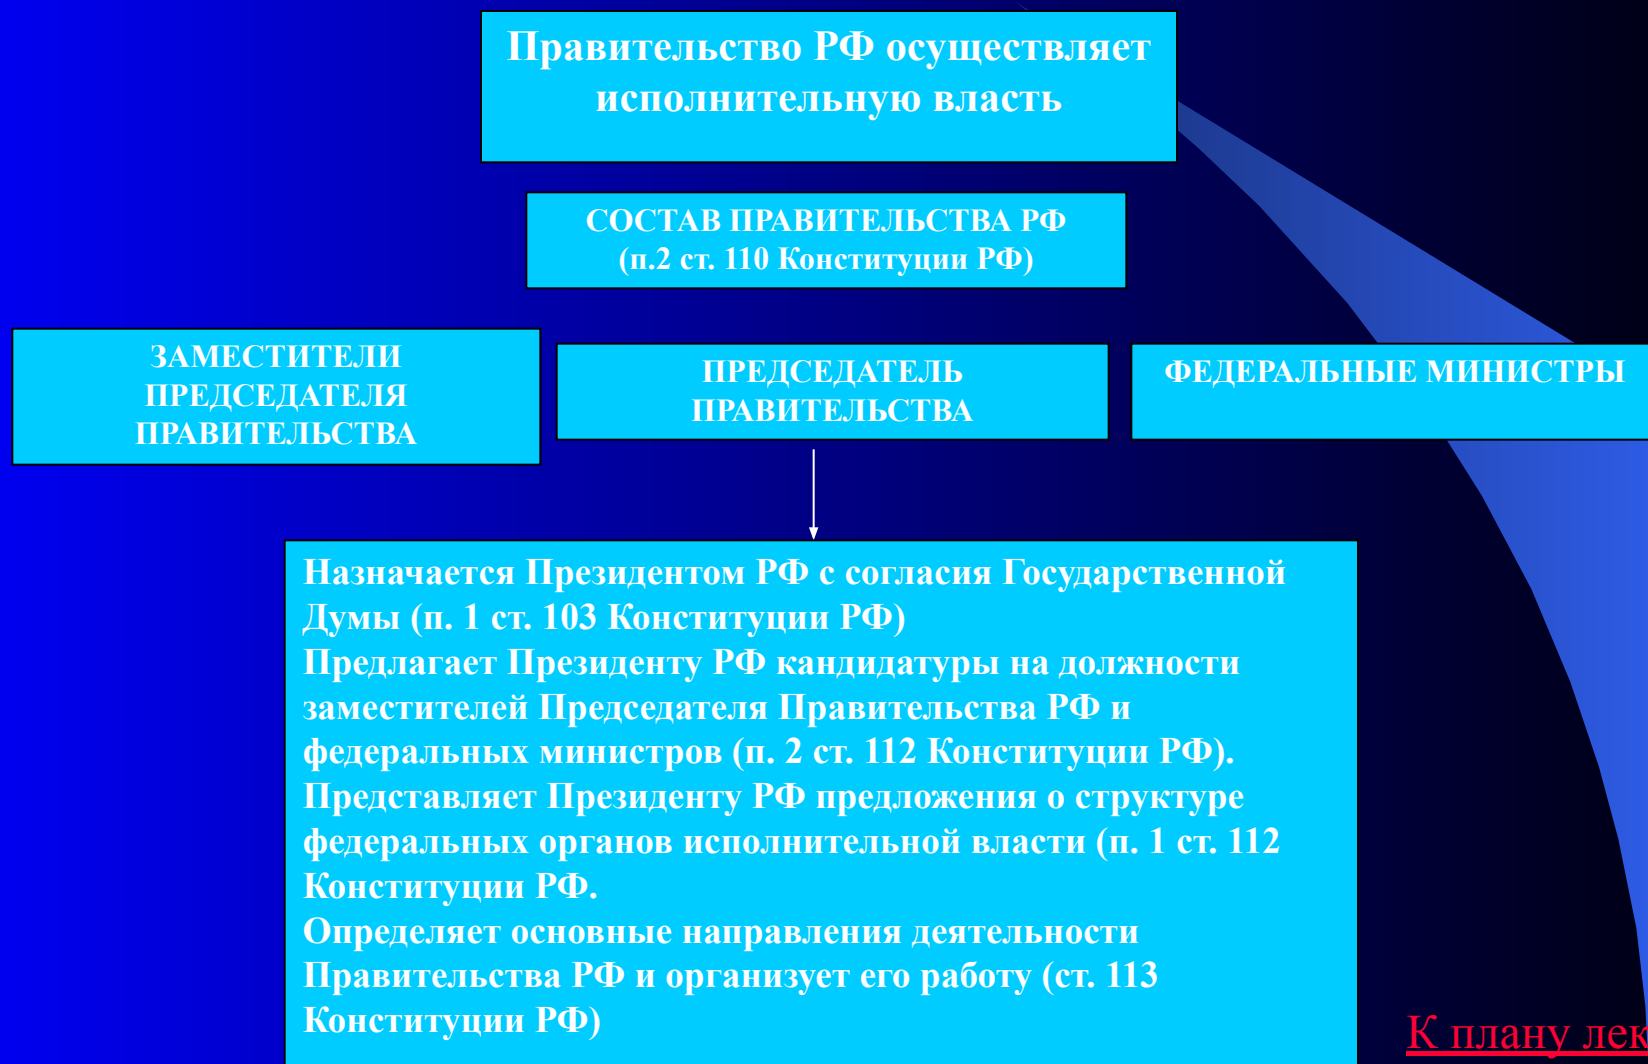 Правительство РФ осуществляет
исполнительную власть
СОСТАВ ПРАВИТЕЛЬСТВА РФ
(п.2 ст. 110 Конституции РФ)
ЗАМЕСТИТЕЛИ
ПРЕДСЕДАТЕЛЯ
ПРАВИТЕЛЬСТВА
ПРЕДСЕДАТЕЛЬ
ПРАВИТЕЛЬСТВА
ФЕДЕРАЛЬНЫЕ МИНИСТРЫ
Назначается Президентом РФ с согласия Государственной
Думы (п. 1 ст. 103 Конституции РФ)
Предлагает Президенту РФ кандидатуры на должности
заместителей Председателя Правительства РФ и
федеральных министров (п. 2 ст. 112 Конституции РФ).
Представляет Президенту РФ предложения о структуре
федеральных органов исполнительной власти (п. 1 ст. 112
Конституции РФ.
Определяет основные направления деятельности
Правительства РФ и организует его работу (ст. 113
Конституции РФ)
К плану лек